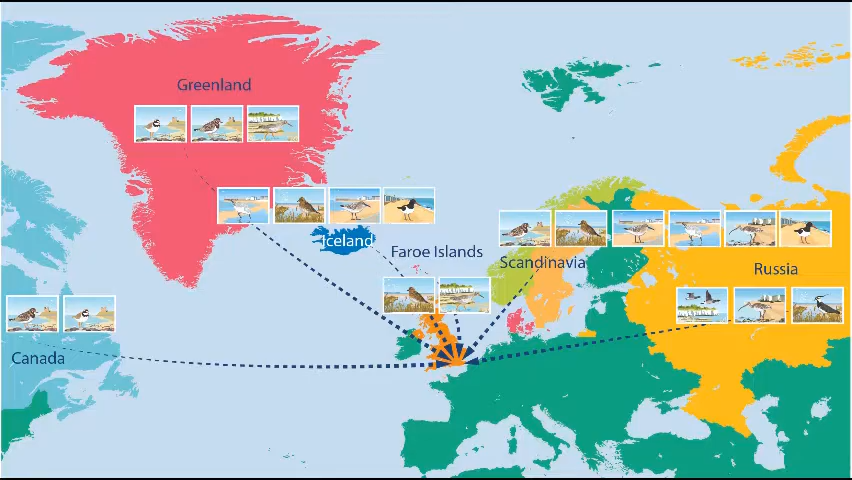 Greenland
Iceland
Faroe Islands
Scandinavia
Russia
Canada